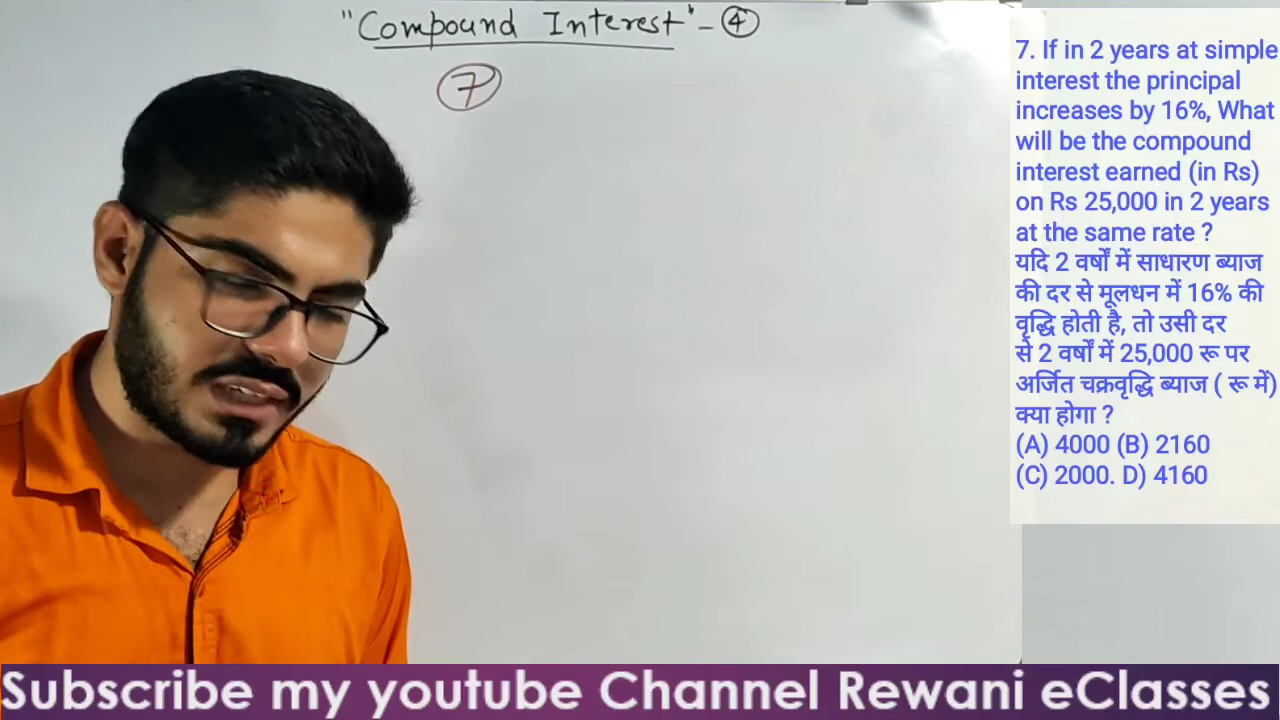 "Compound Interest" - ④
⑦
7. If in 2 years at simple
interest the principal
increases by 16%, What
will be the compound
interest earned (in Rs)
on Rs 25,000 in 2 years
at the same rate ?
यदि 2 वर्षों में साधारण ब्याज
की दर से मूलधन में 16% की
वृद्धि होती है, तो उसी दर
से 2 वर्षों में 25,000 रू पर
अर्जित चक्रवृद्धि ब्याज ( रू में)
क्या होगा ?
(A) 4000 (B) 2160
(C) 2000. D) 4160
Subscribe my youtube Channel Rewani eClasses